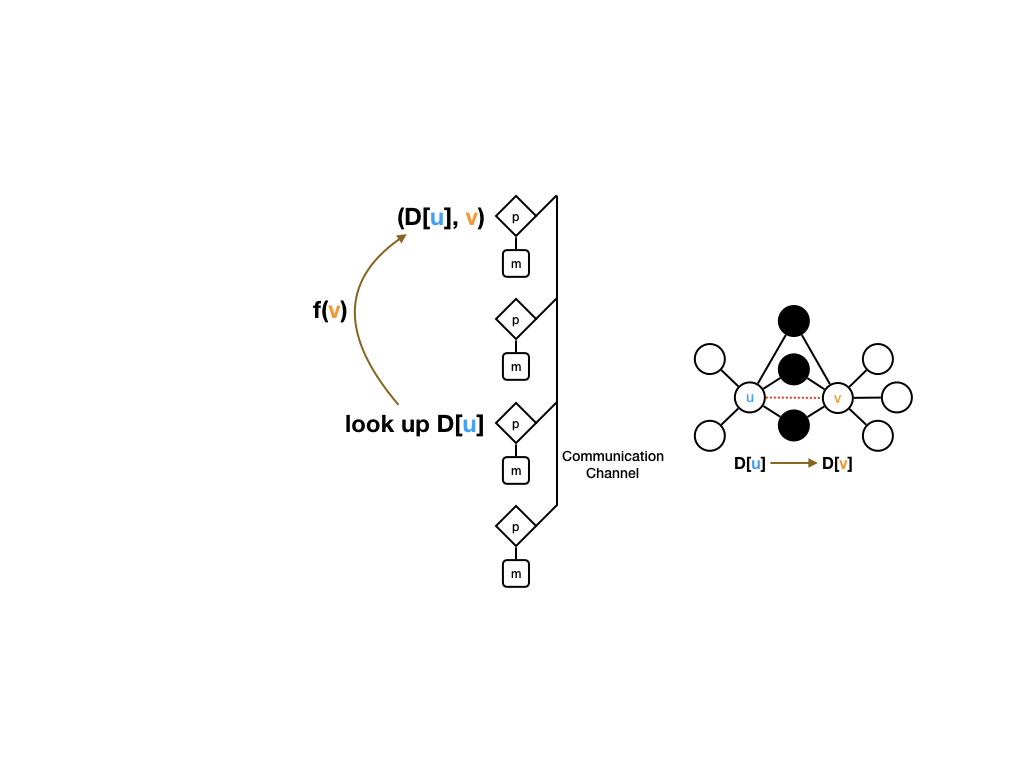 (D[u], v)
p
m
f(v)
p
m
look up D[u]
p
m
Communication
Channel
p
m
u
v
D[u]
D[v]